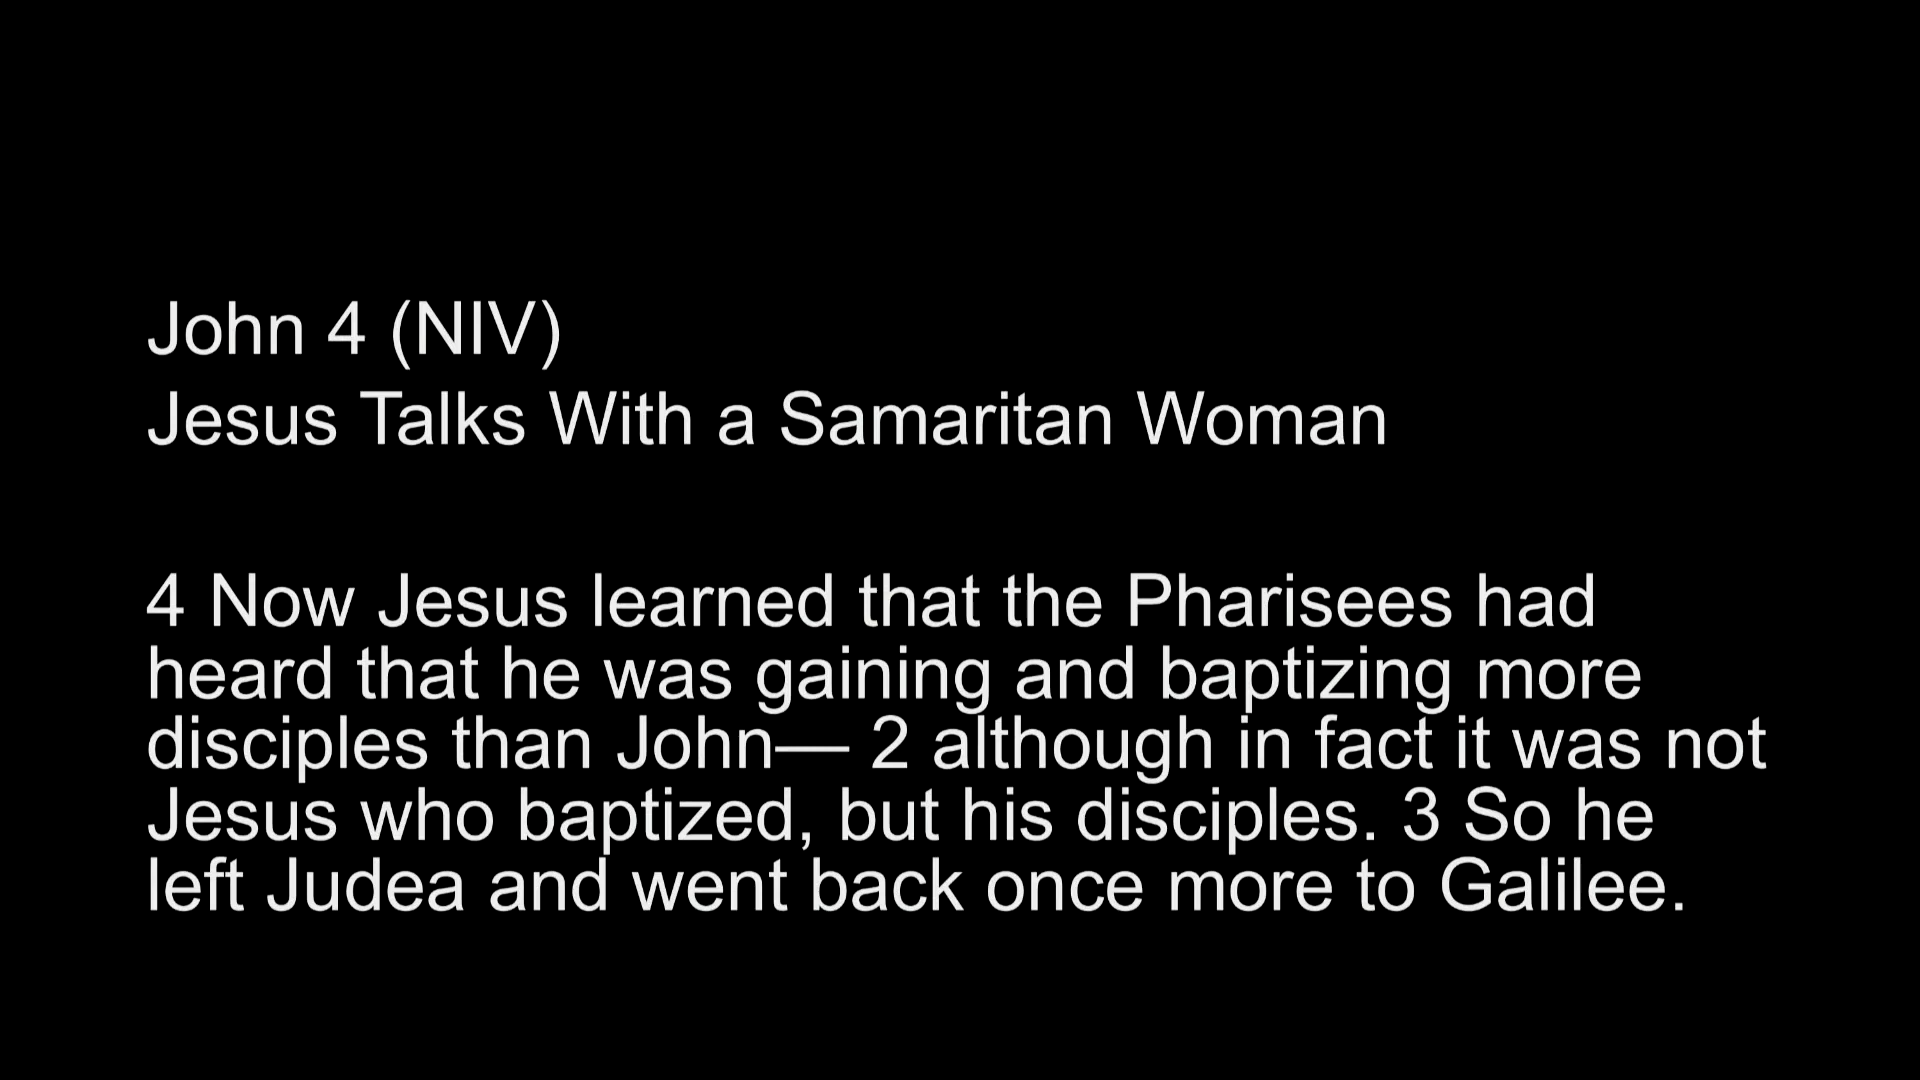 John 4 (NIV)
Jesus Talks With a Samaritan Woman
4 Now Jesus learned that the Pharisees had
heard that he was gaining and baptizing more
disciples than John— 2 although in fact it was not
Jesus who baptized, but his disciples. 3 So he
left Judea and went back once more to Galilee.